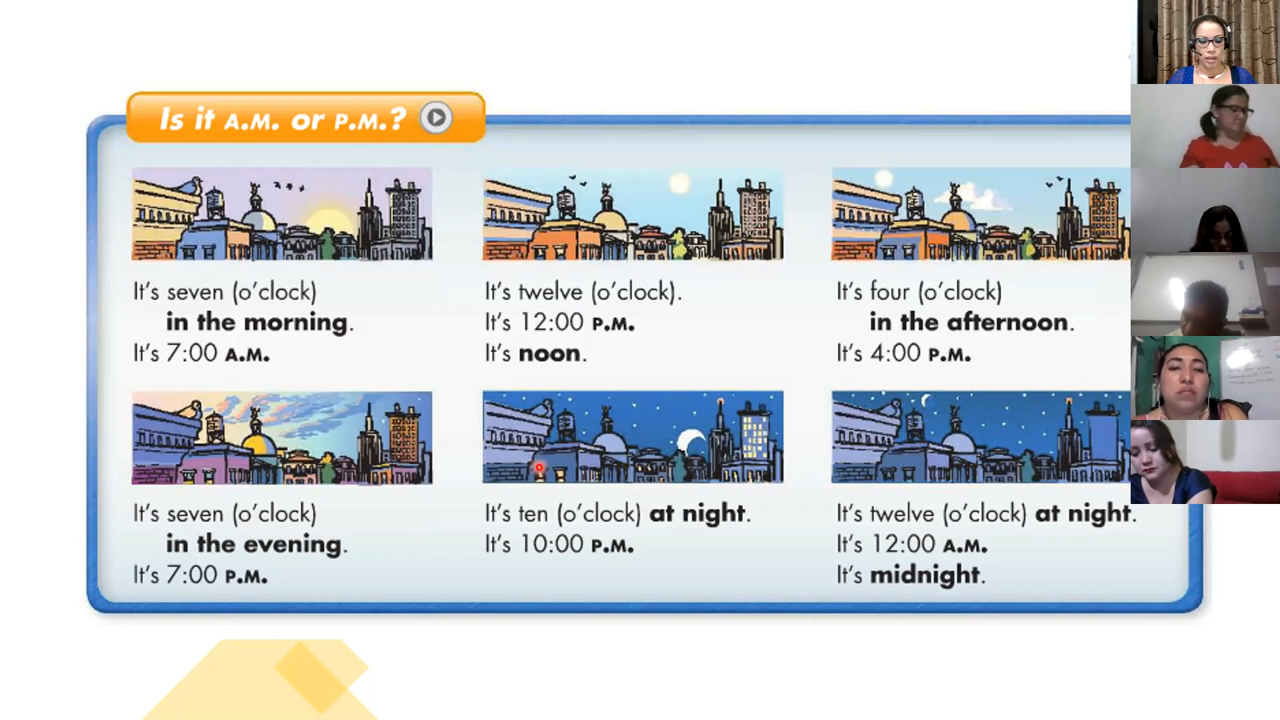 Is it A.M. or P.M.?
It's seven (o'clock)
in the morning.
It's 7:00 A.M.
It's twelve (o'clock).
It's 12:00 P.M.
It's noon.
It's four (o'clock)
in the afternoon.
It's 4:00 P.M.
It's seven (o'clock)
in the evening.
It's 7:00 P.M.
It's ten (o'clock) at night.
It's 10:00 P.M.
It's twelve (o'clock) at night.
It's 12:00 A.M.
It's midnight.